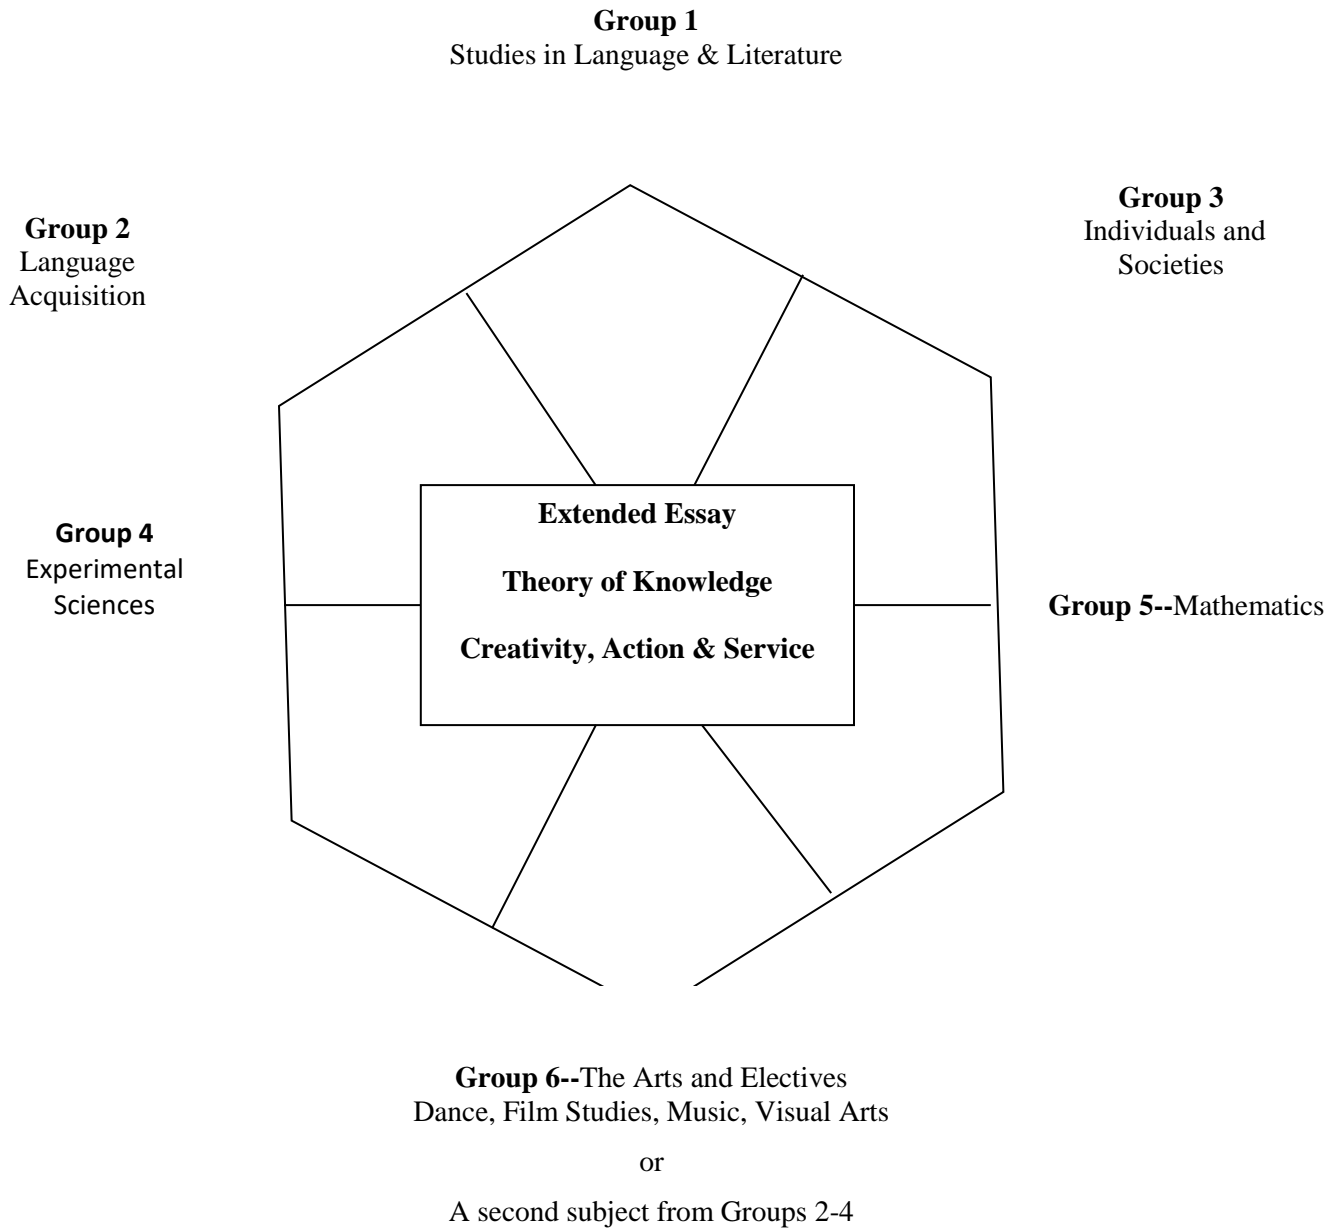 Group 1
Studies in Language & Literature
Group 2
Language
Acquisition
Group 3
Individuals and
Societies
Extended Essay
Theory of Knowledge
Creativity, Action & Service
Group 4
Experimental
Sciences
Group 5--Mathematics
Group 6--The Arts and Electives
Dance, Film Studies, Music, Visual Arts
or
A second subject from Groups 2-4